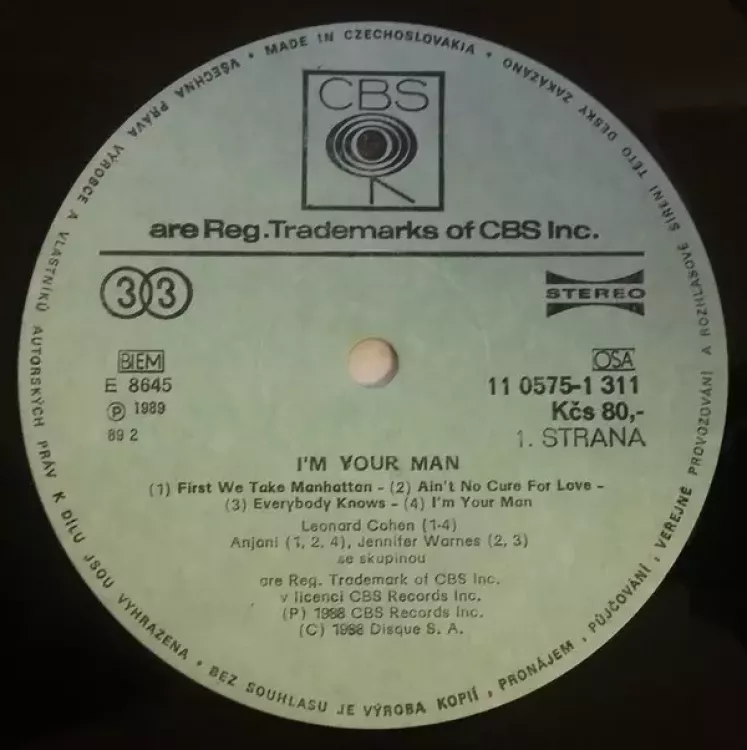 VŠECHNA PRÁVA VÝROBCE A VLASTNÍKŮ AUTORSKÝCH PRÁV K DÍLU JSOU VYHRAZENA • BEZ SOUHLASU JE VÝROBA KOPIÍ, PRONÁJEM, PŮJČOVÁNÍ, VEREJNÉ PROVOZOVÁNÍ A ROZHLASOVÉ ŠÍŘENÍ TÉTO DESKY ZAKÁZÁNO • MADE IN CZECHOSLOVAKIA •
CBS
are Reg.Trademarks of CBS Inc.
33
STEREO
BIEM
OSA
E 8645
11 0575-1 311
Ⓟ 1989
Kčs 80,-
89 2
1. STRANA
I'M YOUR MAN
(1) First We Take Manhattan - (2) Ain't No Cure For Love -
(3) Everybody Knows - (4) I'm Your Man
Leonard Cohen (1-4)
Anjani (1, 2, 4), Jennifer Warnes (2, 3)
se skupinou
are Reg. Trademark of CBS Inc.
v licenci CBS Records Inc.
(P) 1988 CBS Records Inc.
(C) 1988 Disque S. A.